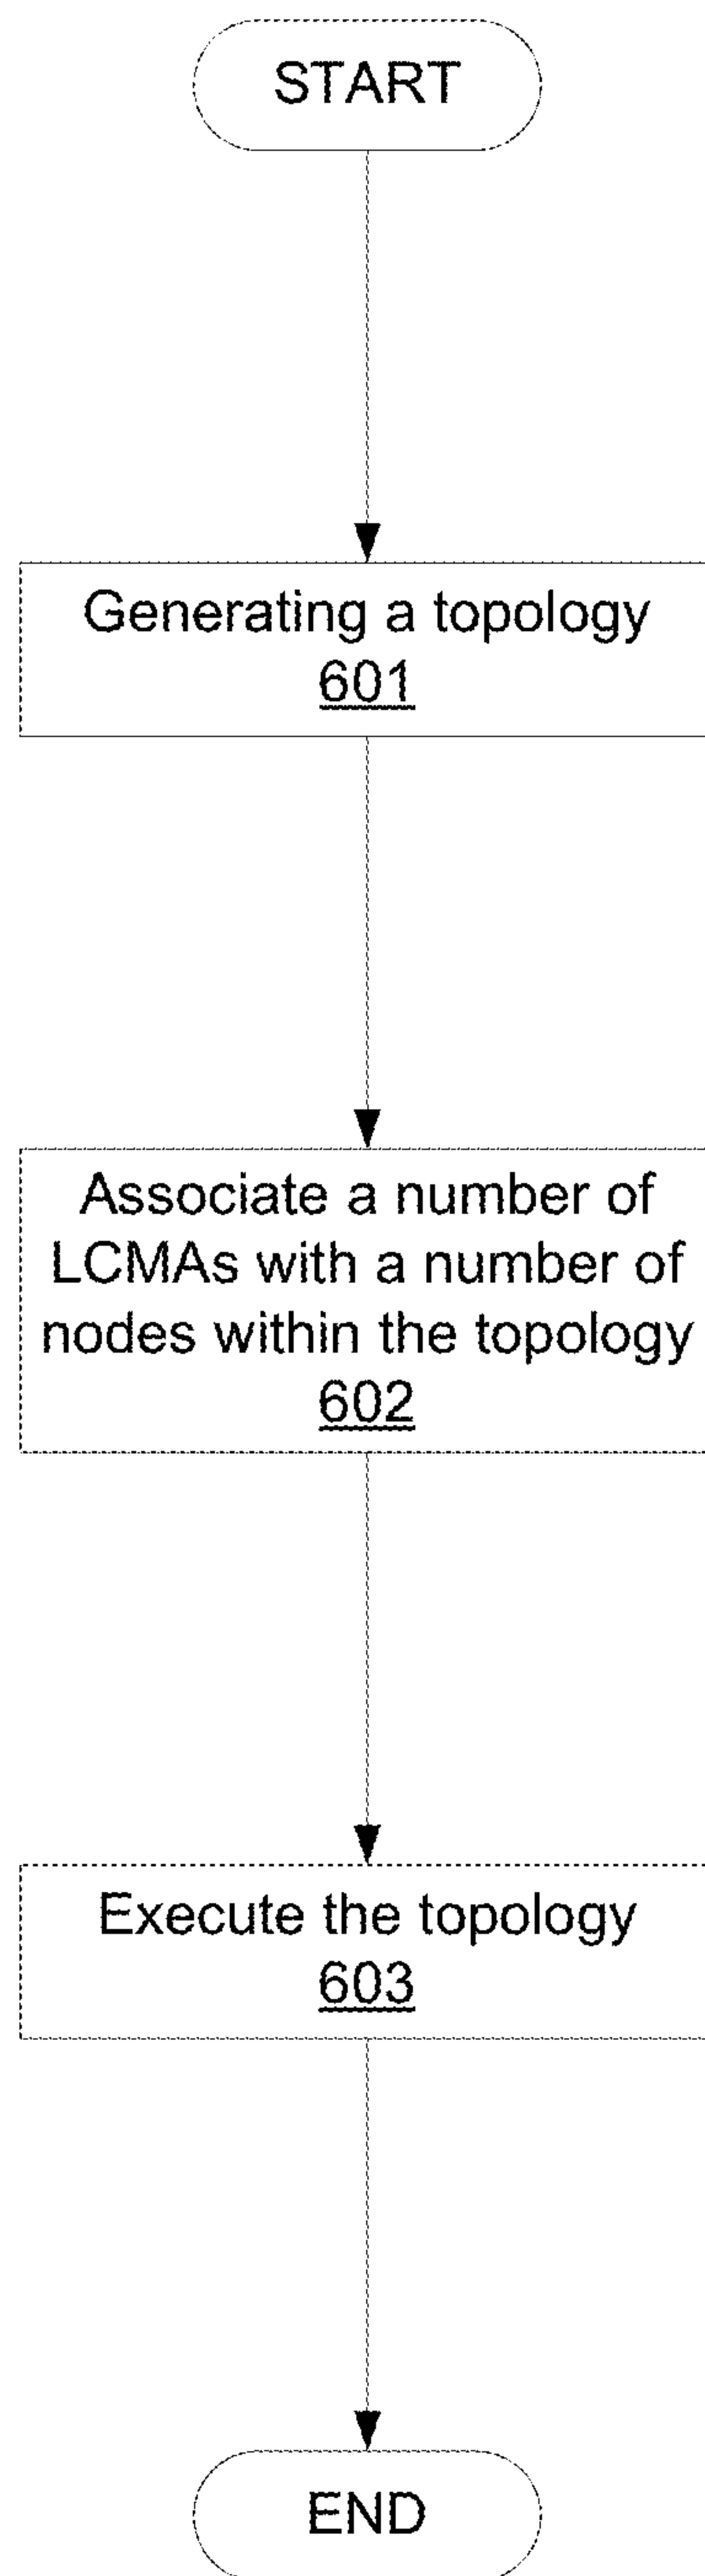 START
Generating a topology
601
Associate a number of
LCMAs with a number of
nodes within the topology
602
Execute the topology
603
END